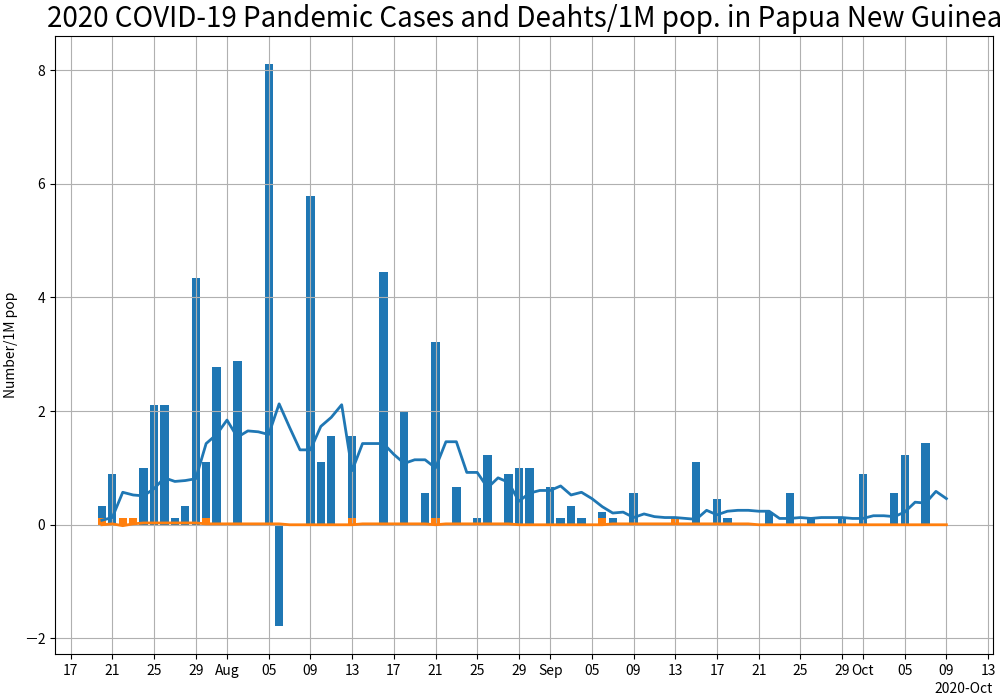 2020 COVID-19 Pandemic Cases and Deahts/1M pop. in Papua New Guinea
Number/1M pop
8
6
4
2
0
−2
17 21 25 29 Aug 05 09 13 17 21 25 29 Sep 05 09 13 17 21 25 29 Oct 05 09 13
2020-Oct